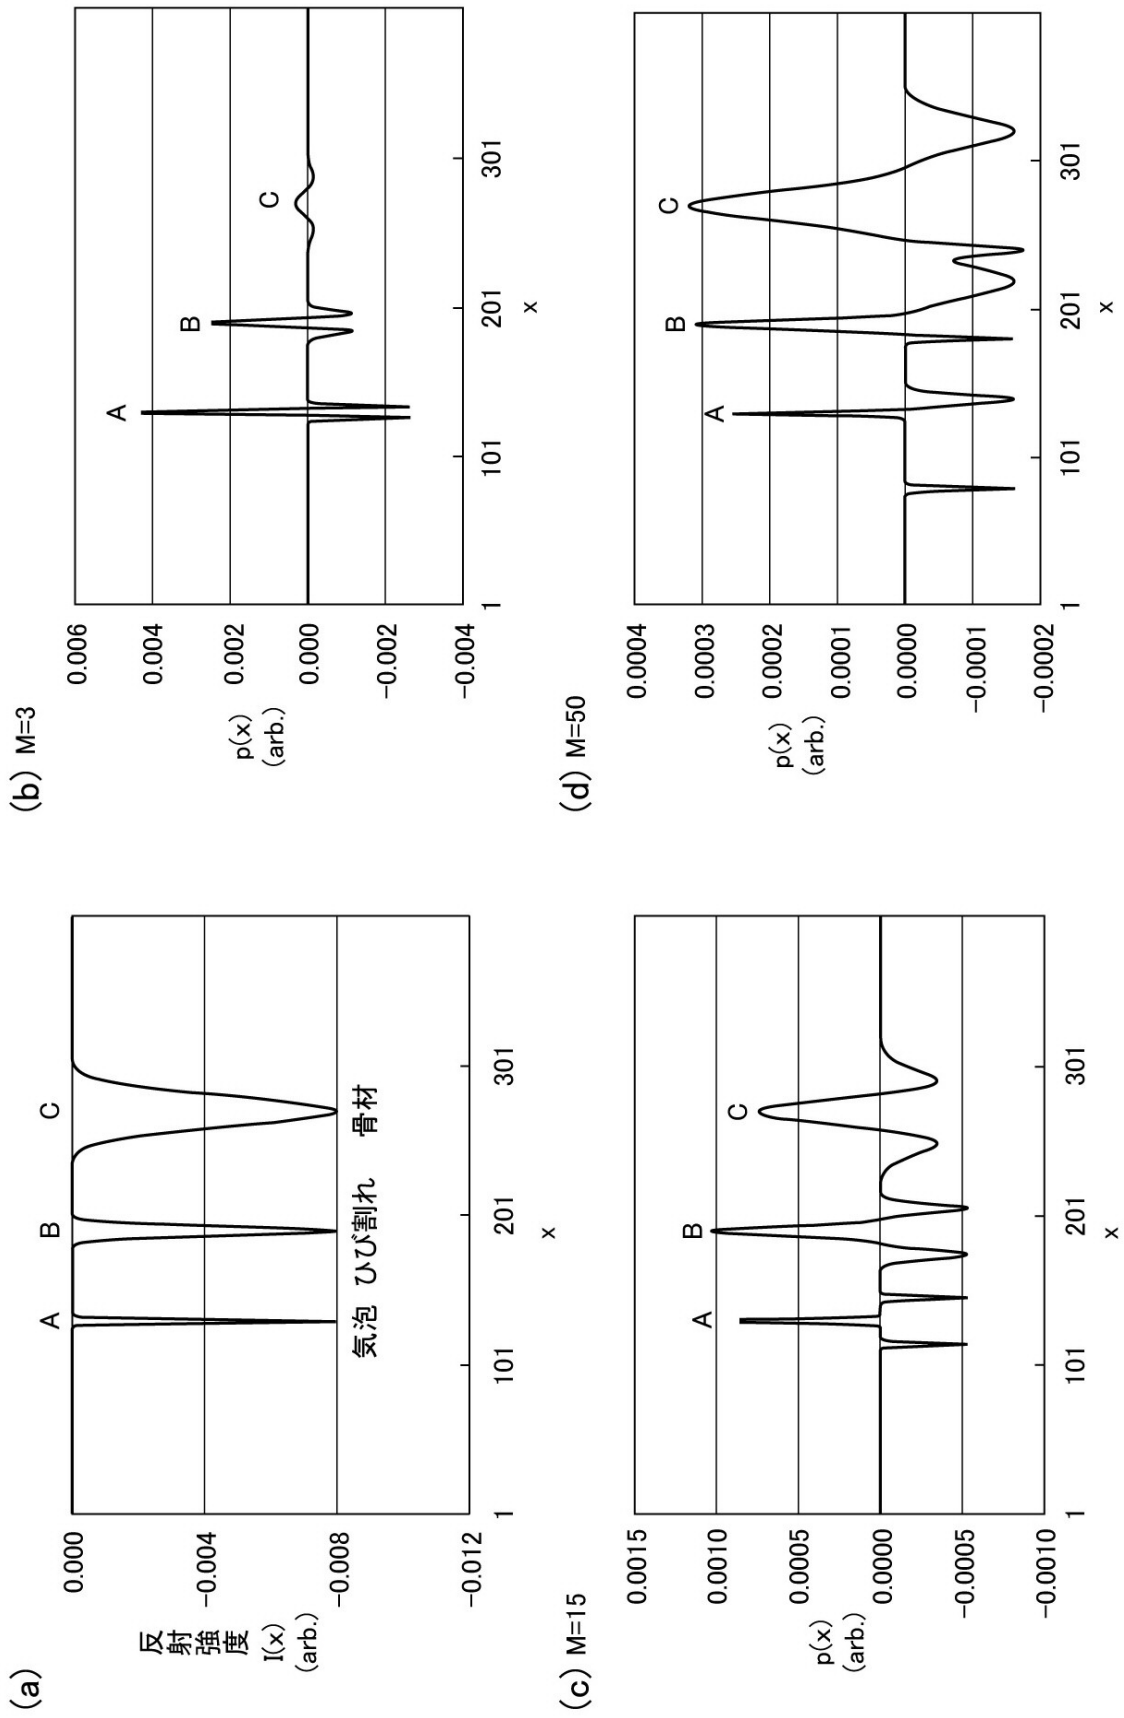 (a)
反射強度 I(x)
(arb.)
0.000
−0.004
−0.008
−0.012
A B C
気泡 ひび割れ 骨材
1 101 201 301
x
(b) M=3
p(x)
(arb.)
0.006
0.004
0.002
0.000
−0.002
−0.004
A B C
1 101 201 301
x
(c) M=15
p(x)
(arb.)
0.0015
0.0010
0.0005
0.0000
−0.0005
−0.0010
A B C
1 101 201 301
x
(d) M=50
p(x)
(arb.)
0.0004
0.0003
0.0002
0.0001
0.0000
−0.0001
−0.0002
A B C
1 101 201 301
x